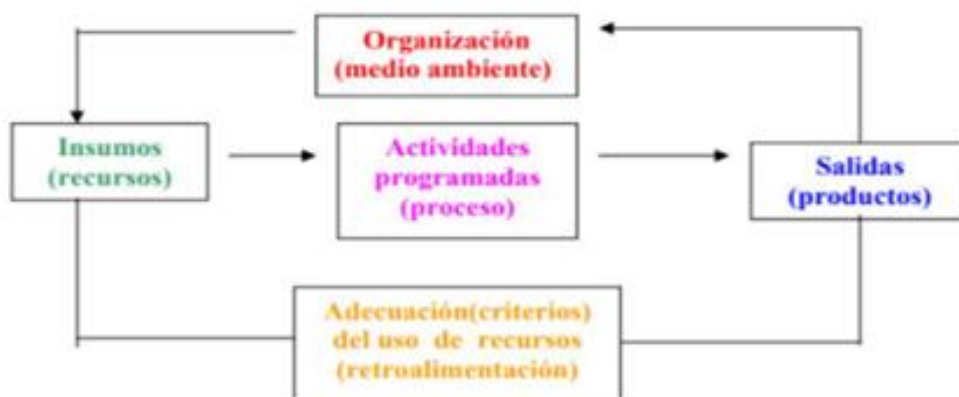 Organización
(medio ambiente)
Insumos
(recursos)
Actividades
programadas
(proceso)
Salidas
(productos)
Adecuación(criterios)
del uso de recursos
(retroalimentación)